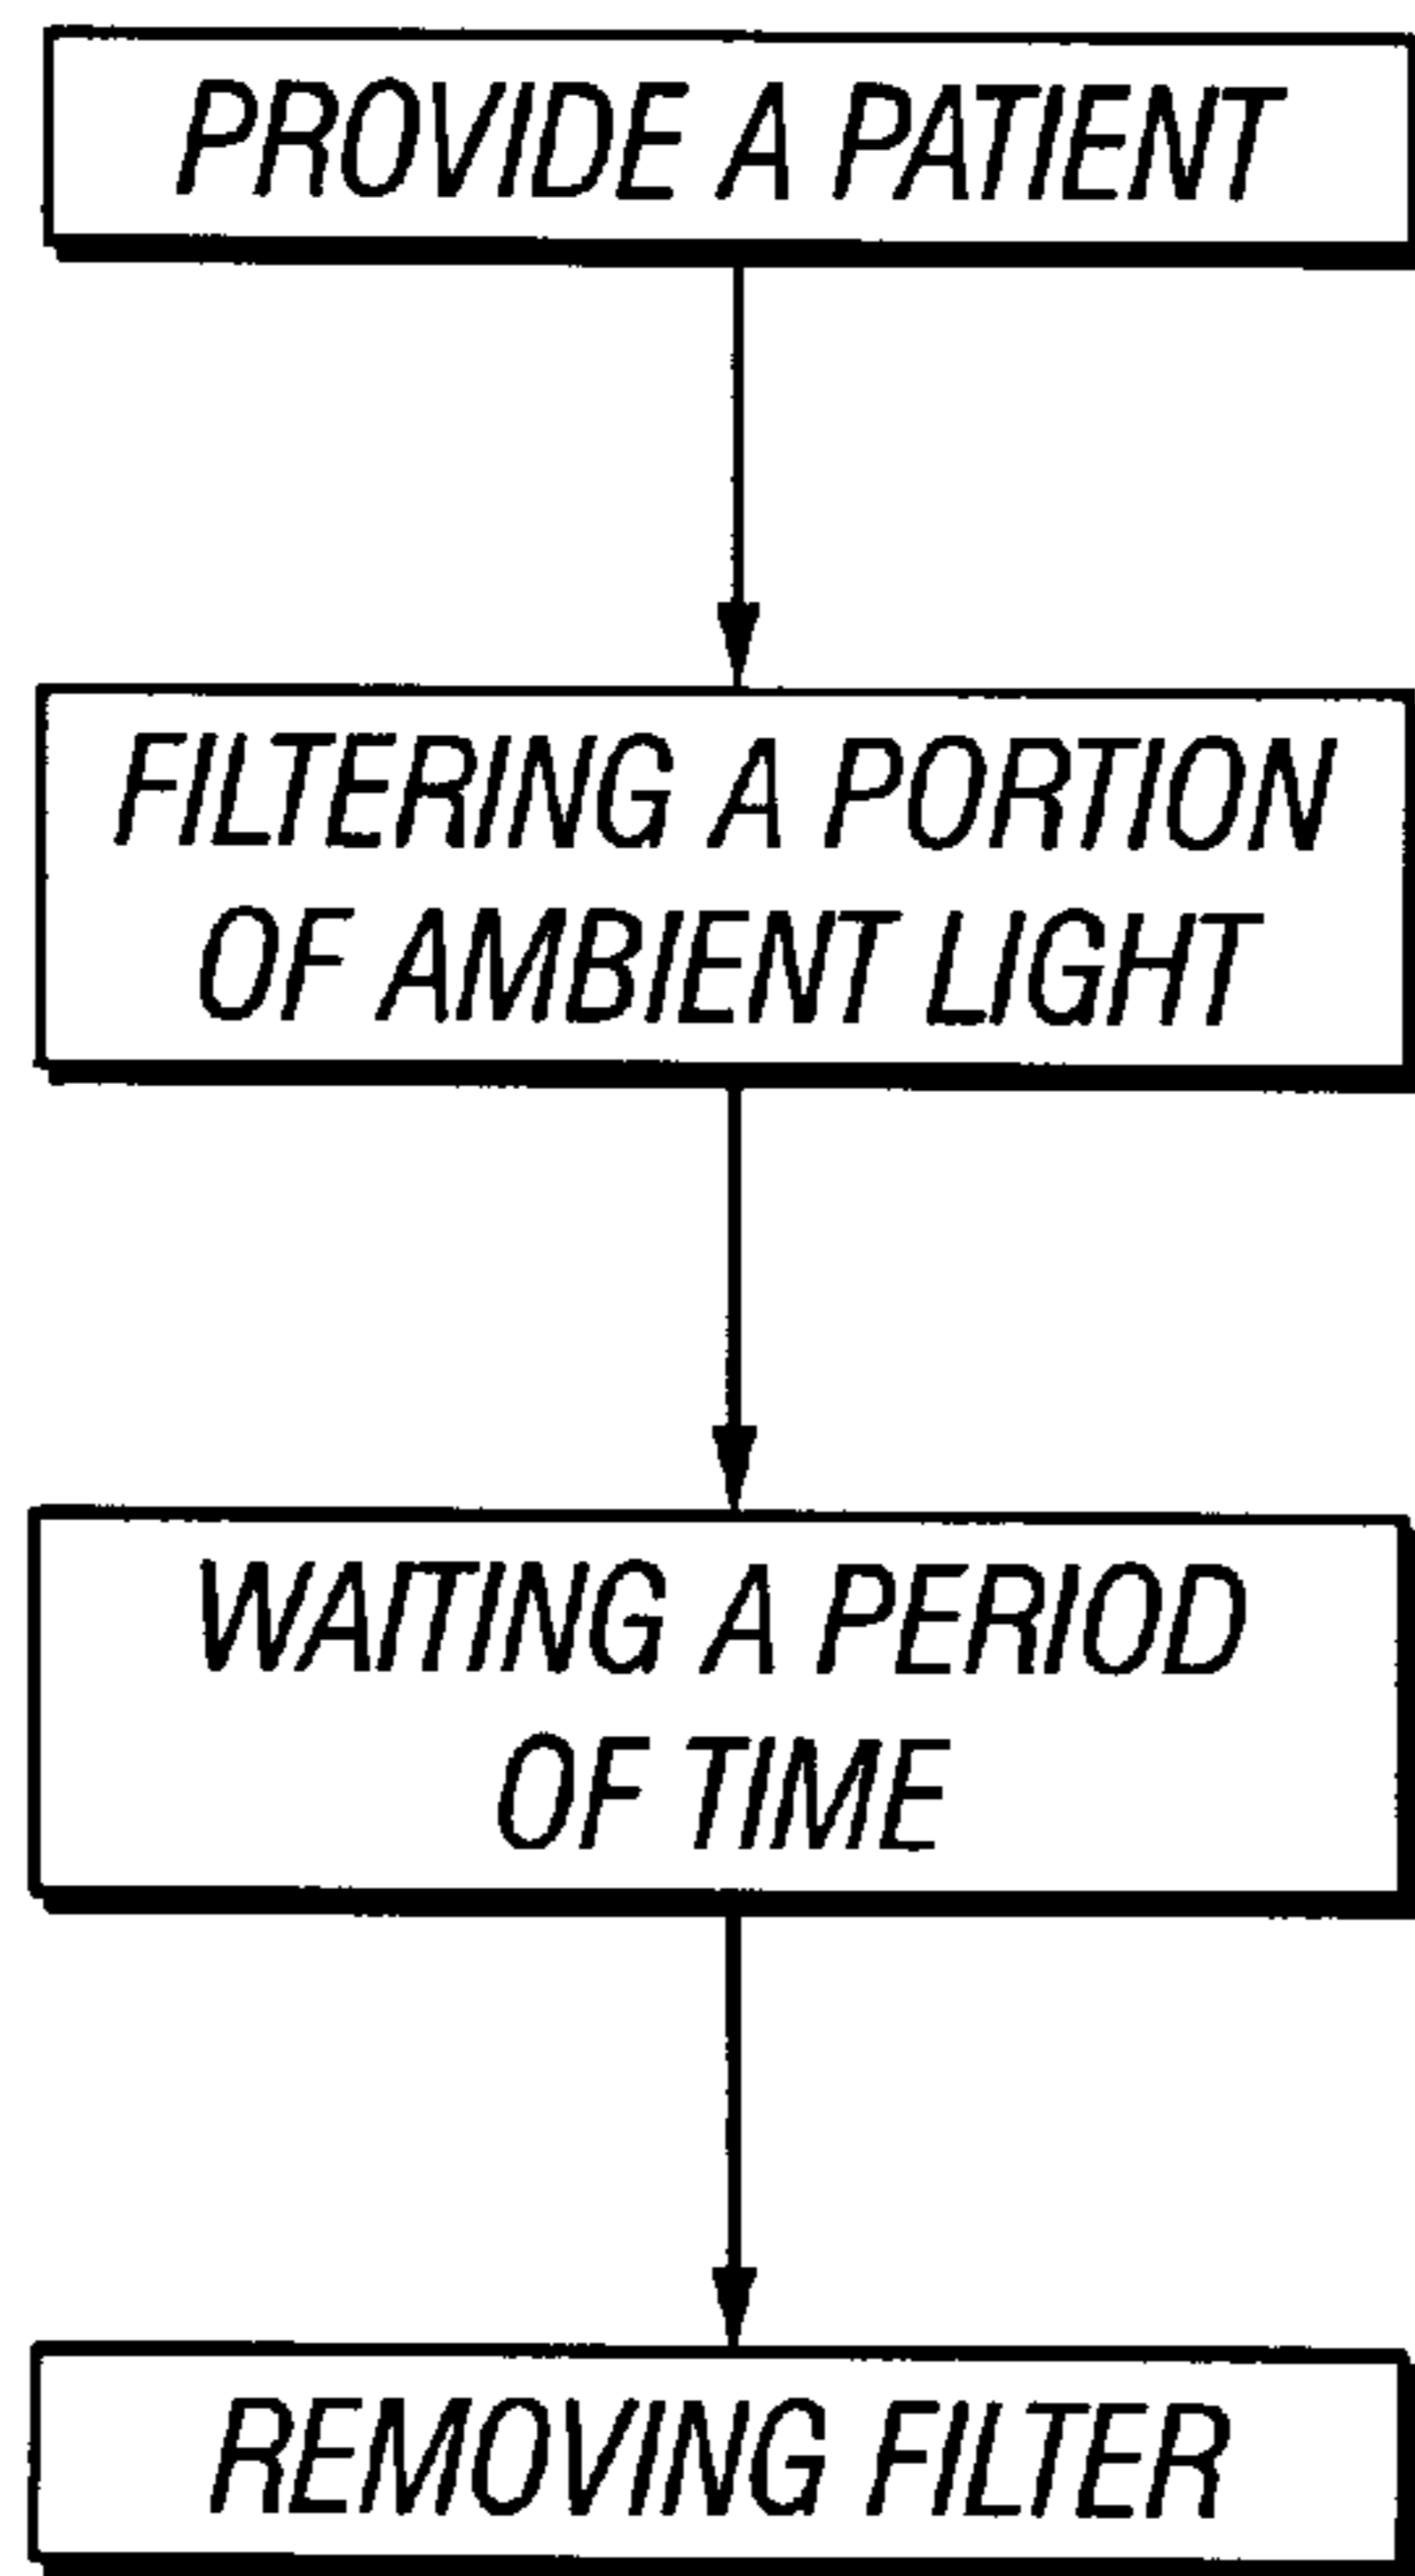 PROVIDE A PATIENT
FILTERING A PORTION
OF AMBIENT LIGHT
WAITING A PERIOD
OF TIME
REMOVING FILTER